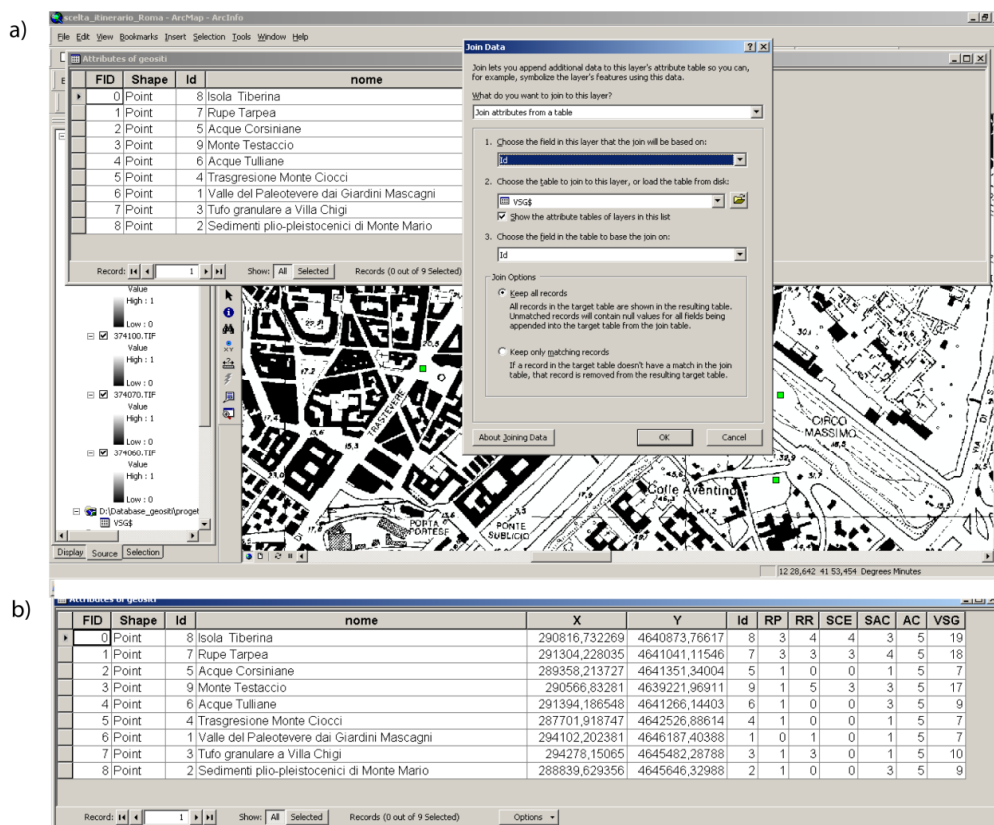 a)
scelta_itinerario_Roma - ArcMap - ArcInfo
File Edit View Bookmarks Insert Selection Tools Window Help
Attributes of geositi
FID Shape Id nome
0 Point 8 Isola Tiberina
1 Point 7 Rupe Tarpea
2 Point 5 Acque Corsiniane
3 Point 9 Monte Testaccio
4 Point 6 Acque Tulliane
5 Point 4 Trasgresione Monte Ciocci
6 Point 1 Valle del Paleotevere dai Giardini Mascagni
7 Point 3 Tufo granulare a Villa Chigi
8 Point 2 Sedimenti plio-pleistocenici di Monte Mario
Record: 1 Show: All Selected Records (0 out of 9 Selected)
Join Data
Join lets you append additional data to this layer's attribute table so you can,
for example, symbolize the layer's features using this data.
What do you want to join to this layer?
Join attributes from a table
1. Choose the field in this layer that the join will be based on:
Id
2. Choose the table to join to this layer, or load the table from disk:
VSG$
Show the attribute tables of layers in this list
3. Choose the field in the table to base the join on:
Id
Join Options
Keep all records
All records in the target table are shown in the resulting table.
Unmatched records will contain null values for all fields being
appended into the target table from the join table.
Keep only matching records
If a record in the target table doesn't have a match in the join
table, that record is removed from the resulting target table.
About Joining Data OK Cancel
Value
High : 1
Low : 0
374100.TIF
Value
High : 1
Low : 0
374070.TIF
Value
High : 1
Low : 0
374060.TIF
Value
High : 1
Low : 0
D:\Database_geositi\proget
VSG$
Display Source Selection
TRASTEVERE
17,2
15,6
15,3
PORTA
PORTESE
PONTE
SUBLICIO
Colle Aventino
CIRCO
MASSIMO
12 28,642 41 53,454 Degrees Minutes
b)
Attributes of geositi
FID Shape Id nome X Y Id RP RR SCE SAC AC VSG
0 Point 8 Isola Tiberina 290816,732269 4640873,76617 8 3 4 4 3 5 19
1 Point 7 Rupe Tarpea 291304,228035 4641041,11546 7 3 3 3 4 5 18
2 Point 5 Acque Corsiniane 289358,213727 4641351,34004 5 1 0 0 1 5 7
3 Point 9 Monte Testaccio 290566,83281 4639221,96911 9 1 5 3 3 5 17
4 Point 6 Acque Tulliane 291394,186548 4641266,14403 6 1 0 0 3 5 9
5 Point 4 Trasgresione Monte Ciocci 287701,918747 4642526,88614 4 1 0 0 1 5 7
6 Point 1 Valle del Paleotevere dai Giardini Mascagni 294102,202381 4646187,40388 1 0 1 0 1 5 7
7 Point 3 Tufo granulare a Villa Chigi 294278,15065 4645482,28788 3 1 3 0 1 5 10
8 Point 2 Sedimenti plio-pleistocenici di Monte Mario 288839,629356 4645646,32988 2 1 0 0 3 5 9
Record: 1 Show: All Selected Records (0 out of 9 Selected) Options